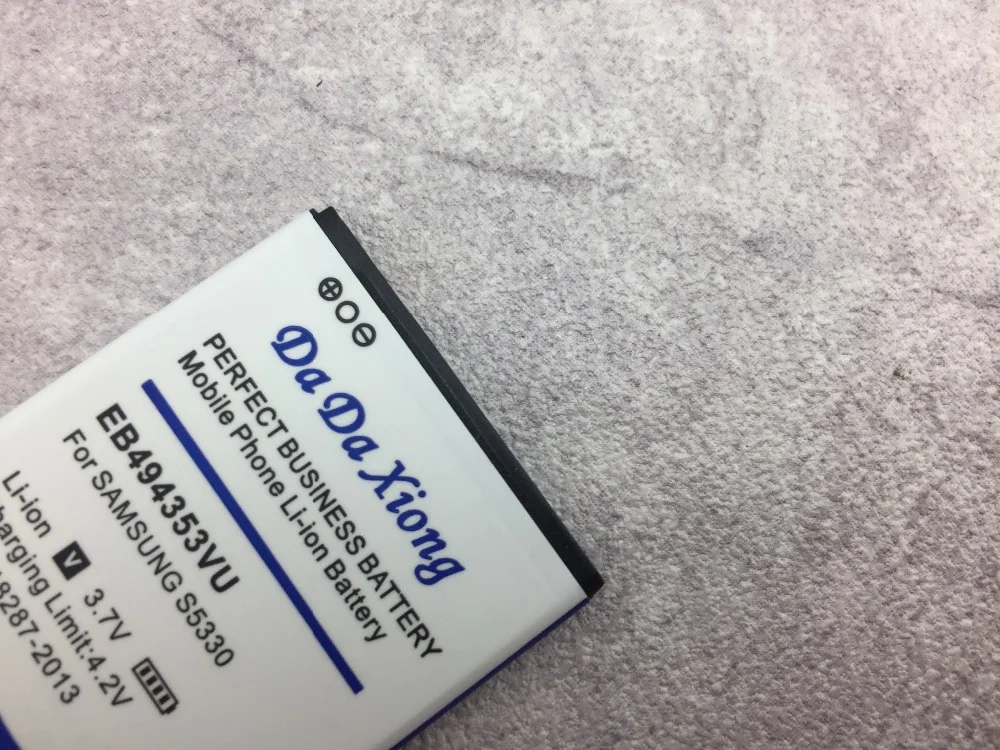 Da Da Xiong
PERFECT BUSINESS BATTERY
Mobile Phone Li-ion Battery
EB494353VU
For SAMSUNG S5330
Li-ion V 3.7V
Limit:4.2V
8287-2013